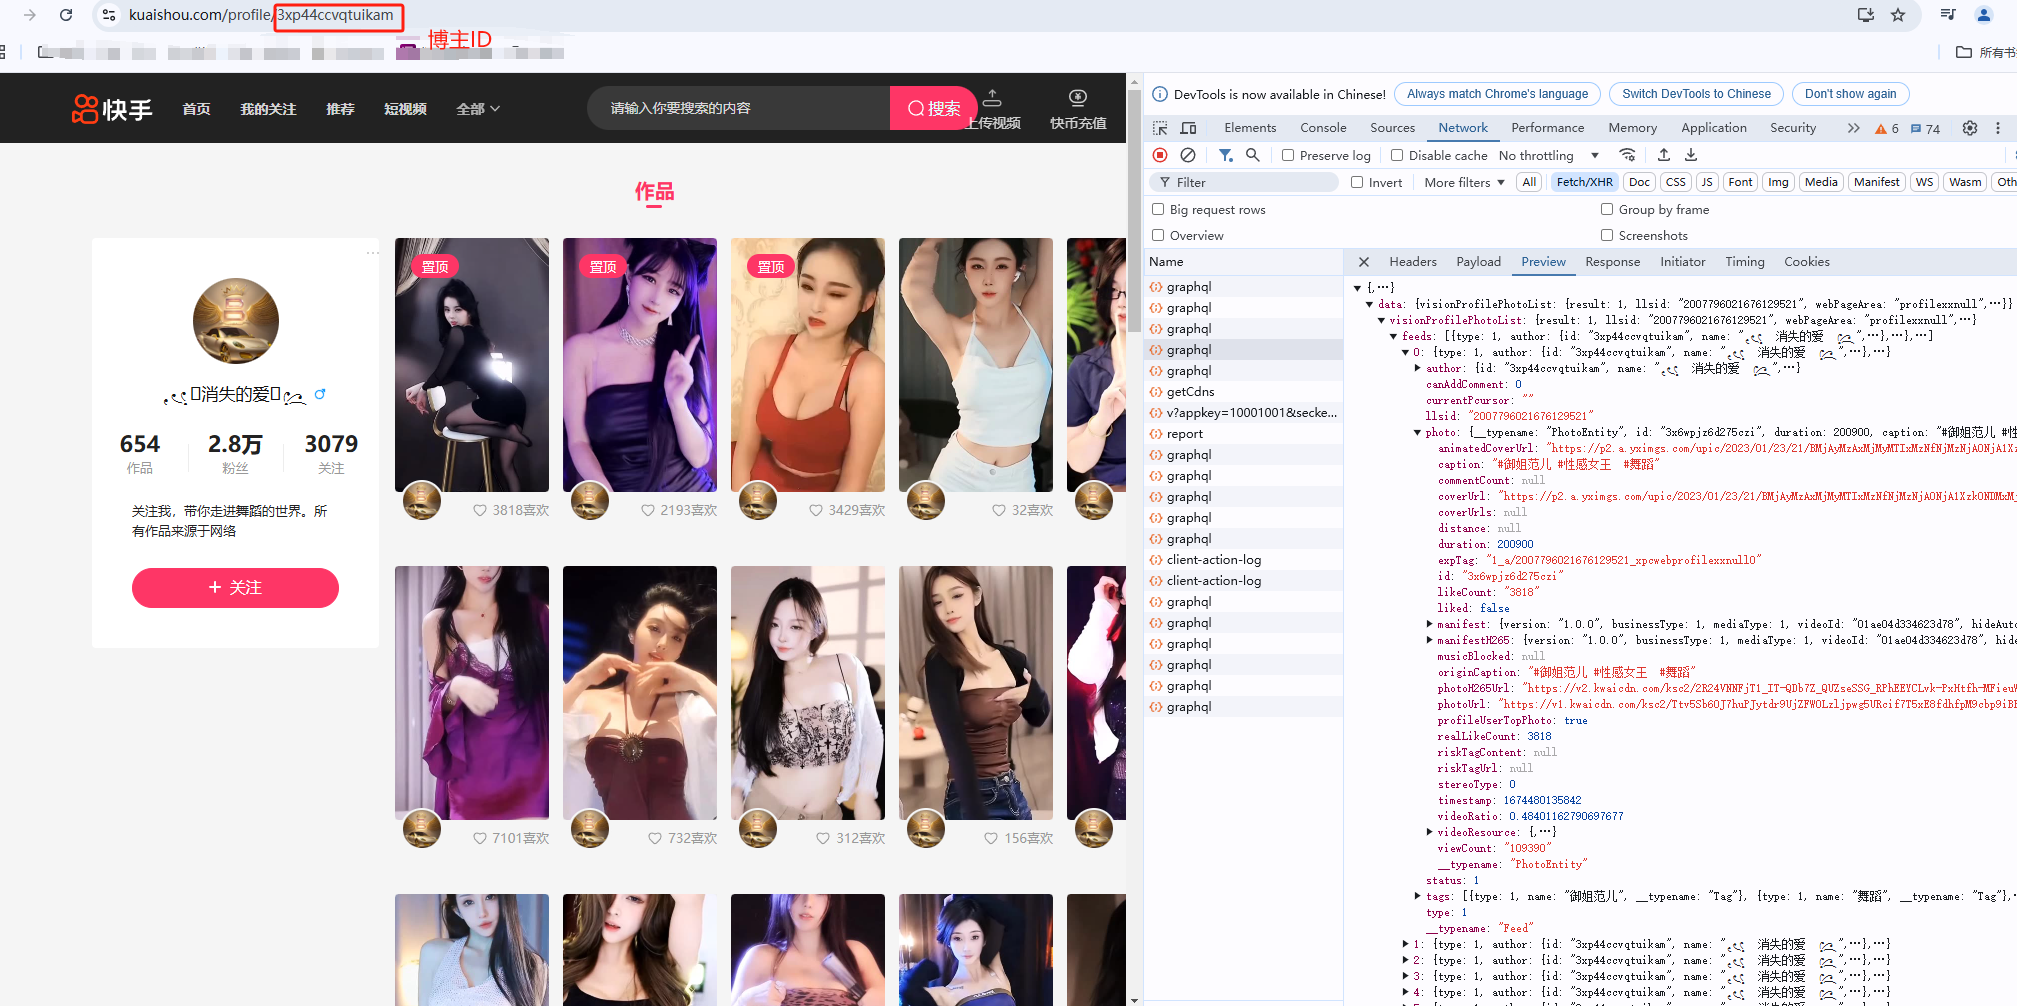 kuaishou.com/profile/3xp44ccvqtuikam
博主ID
所有书
快手
首页
我的关注
推荐
短视频
全部
请输入你要搜索的内容
搜索
上传视频
快币充值
作品
消失的爱
654
2.8万
3079
作品
粉丝
关注
关注我，带你走进舞蹈的世界。所
有作品来源于网络
+ 关注
置顶
置顶
置顶
3818喜欢
2193喜欢
3429喜欢
32喜欢
7101喜欢
732喜欢
312喜欢
156喜欢
DevTools is now available in Chinese!
Always match Chrome's language
Switch DevTools to Chinese
Don't show again
Elements
Console
Sources
Network
Performance
Memory
Application
Security
6
74
Preserve log
Disable cache
No throttling
Filter
Invert
More filters
All
Fetch/XHR
Doc
CSS
JS
Font
Img
Media
Manifest
WS
Wasm
Oth
Big request rows
Group by frame
Overview
Screenshots
Name
Headers
Payload
Preview
Response
Initiator
Timing
Cookies
graphql
graphql
graphql
graphql
graphql
getCdns
v?appkey=10001001&secke...
report
graphql
graphql
graphql
graphql
graphql
client-action-log
client-action-log
graphql
graphql
graphql
graphql
graphql
graphql
{,…}
data: {visionProfilePhotoList: {result: 1, llsid: "2007796021676129521", webPageArea: "profilexxnull",…}}
visionProfilePhotoList: {result: 1, llsid: "2007796021676129521", webPageArea: "profilexxnull",…}
feeds: [{type: 1, author: {id: "3xp44ccvqtuikam", name: "消失的爱",…},…},…]
0: {type: 1, author: {id: "3xp44ccvqtuikam", name: "消失的爱",…},…}
author: {id: "3xp44ccvqtuikam", name: "消失的爱",…}
canAddComment: 0
currentPcursor: ""
llsid: "2007796021676129521"
photo: {__typename: "PhotoEntity", id: "3x6wpjz6d275czi", duration: 200900, caption: "#御姐范儿 #性
animatedCoverUrl: "https://p2.a.yximgs.com/upic/2023/01/23/21/BMjAyMzAxMjMyMTIxMzNfNjMzNjA0NjA1Xz
caption: "#御姐范儿 #性感女王 #舞蹈"
commentCount: null
coverUrl: "https://p2.a.yximgs.com/upic/2023/01/23/21/BMjAyMzAxMjMyMTIxMzNfNjMzNjA0NjA1Xzk0NDMxMj
coverUrls: null
distance: null
duration: 200900
expTag: "1_a/2007796021676129521_xpcwebprofilexxnull0"
id: "3x6wpjz6d275czi"
likeCount: "3818"
liked: false
manifest: {version: "1.0.0", businessType: 1, mediaType: 1, videoId: "01ae04d334623d78", hideAuto
manifestH265: {version: "1.0.0", businessType: 1, mediaType: 1, videoId: "01ae04d334623d78", hide
musicBlocked: null
originCaption: "#御姐范儿 #性感女王 #舞蹈"
photoH265Url: "https://v2.kwaicdn.com/ksc2/2R24VNNFjT1_IT-QDb7Z_QUZseSSG_RPhEEYCLvk-PxHtfh-MFieuW
photoUrl: "https://v1.kwaicdn.com/ksc2/Ttv5Sb6OJ7huPJytdr9UjZFWOLzljpwg5URcif7T5xE8fdhfpM9cbp9iBB
profileUserTopPhoto: true
realLikeCount: 3818
riskTagContent: null
riskTagUrl: null
stereoType: 0
timestamp: 1674480135842
videoRatio: 0.48401162790697677
videoResource: {,…}
viewCount: "109390"
__typename: "PhotoEntity"
status: 1
tags: [{type: 1, name: "御姐范儿", __typename: "Tag"}, {type: 1, name: "舞蹈", __typename: "Tag"},…
type: 1
__typename: "Feed"
1: {type: 1, author: {id: "3xp44ccvqtuikam", name: "消失的爱",…},…}
2: {type: 1, author: {id: "3xp44ccvqtuikam", name: "消失的爱",…},…}
3: {type: 1, author: {id: "3xp44ccvqtuikam", name: "消失的爱",…},…}
4: {type: 1, author: {id: "3xp44ccvqtuikam", name: "消失的爱",…},…}